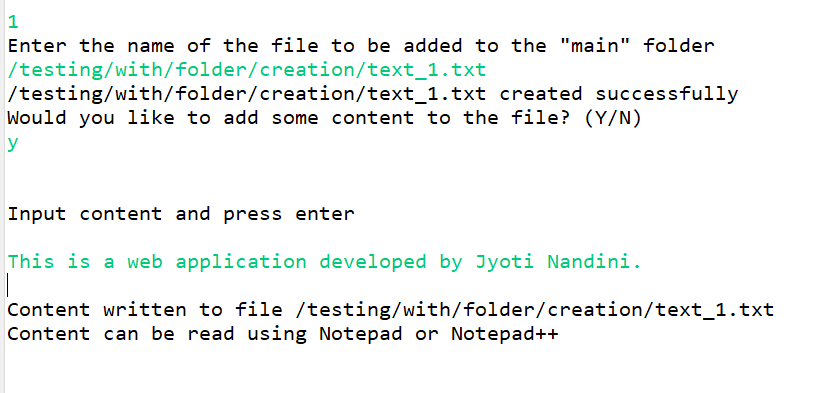 1
Enter the name of the file to be added to the "main" folder
/testing/with/folder/creation/text_1.txt
/testing/with/folder/creation/text_1.txt created successfully
Would you like to add some content to the file? (Y/N)
y
Input content and press enter
This is a web application developed by Jyoti Nandini.
Content written to file /testing/with/folder/creation/text_1.txt
Content can be read using Notepad or Notepad++